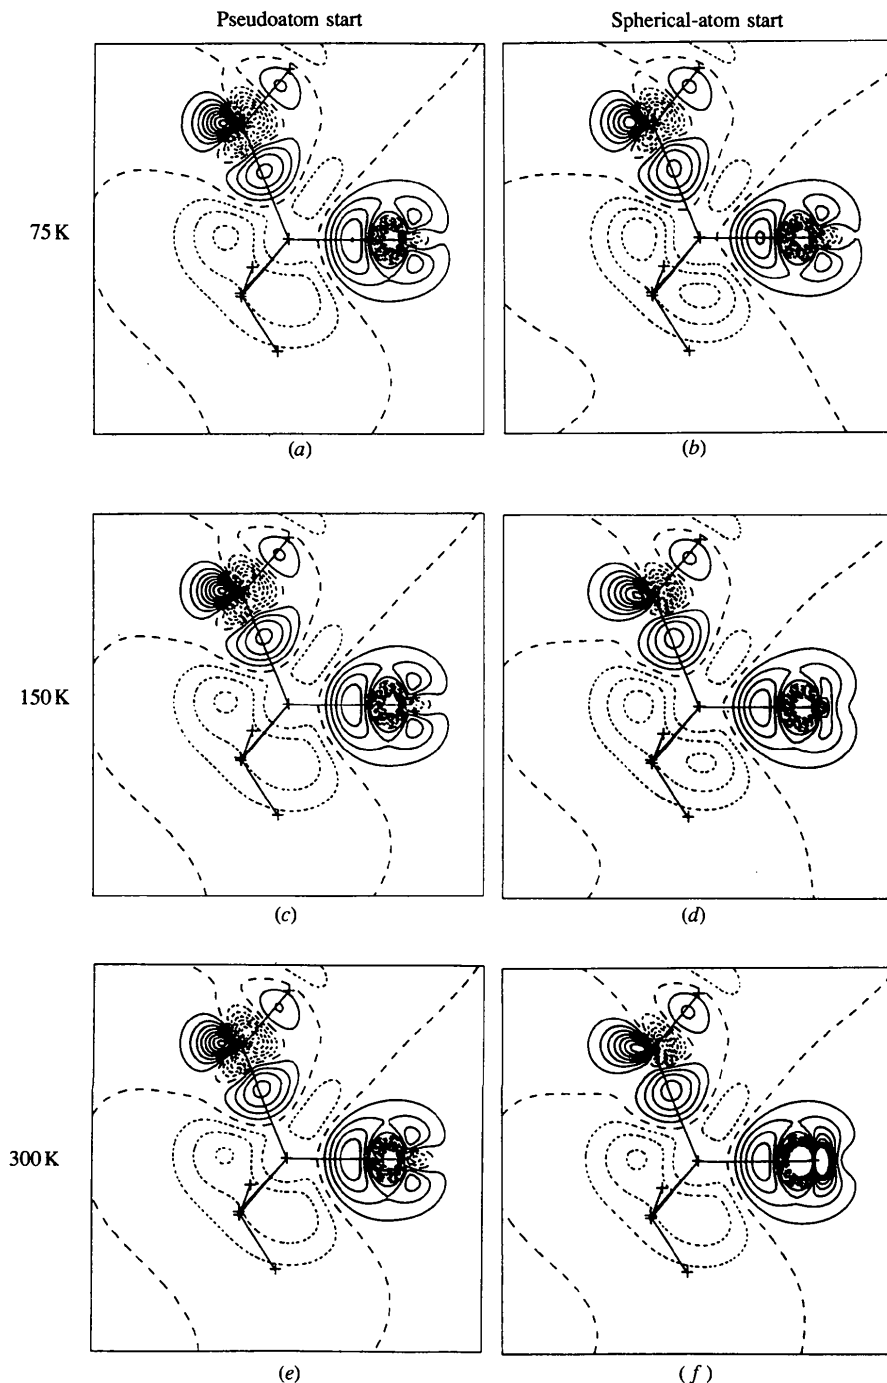 Pseudoatom start
Spherical-atom start
75 K
(a)
(b)
150 K
(c)
(d)
300 K
(e)
(f)